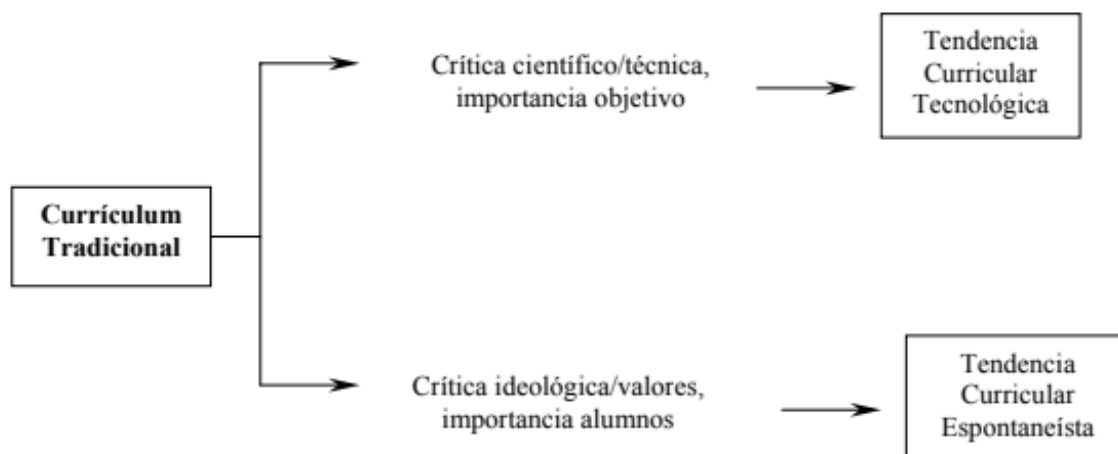 Crítica científico/técnica,
importancia objetivo
Tendencia
Curricular
Tecnológica
Currículum
Tradicional
Crítica ideológica/valores,
importancia alumnos
Tendencia
Curricular
Espontaneísta